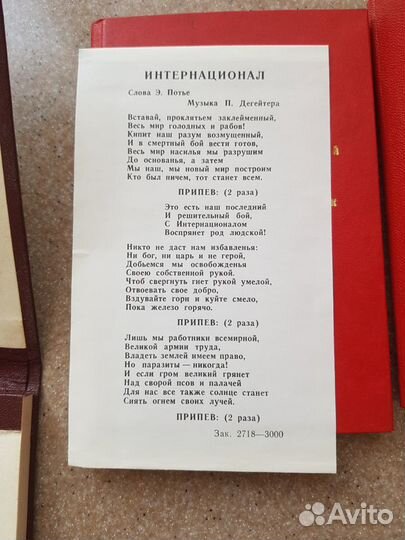 ИНТЕРНАЦИОНАЛ
Слова Э. Потье
Музыка П. Дегейтера
Вставай, проклятьем заклейменный,
Весь мир голодных и рабов!
Кипит наш разум возмущенный,
И в смертный бой вести готов,
Весь мир насилья мы разрушим
До основанья, а затем
Мы наш, мы новый мир построим
Кто был ничем, тот станет всем.
ПРИПЕВ: (2 раза)
Это есть наш последний
И решительный бой,
С Интернационалом
Воспрянет род людской!
Никто не даст нам избавленья:
Ни бог, ни царь и не герой,
Добьемся мы освобожденья
Своею собственной рукой.
Чтоб свергнуть гнет рукой умелой,
Отвоевать свое добро,
Вздувайте горн и куйте смело,
Пока железо горячо.
ПРИПЕВ: (2 раза)
Лишь мы работники всемирной,
Великой армии труда,
Владеть землей имеем право,
Но паразиты — никогда!
И если гром великий грянет
Над сворой псов и палачей
Для нас все также солнце станет
Сиять огнем своих лучей.
ПРИПЕВ: (2 раза)
Зак. 2718—3000
Avito